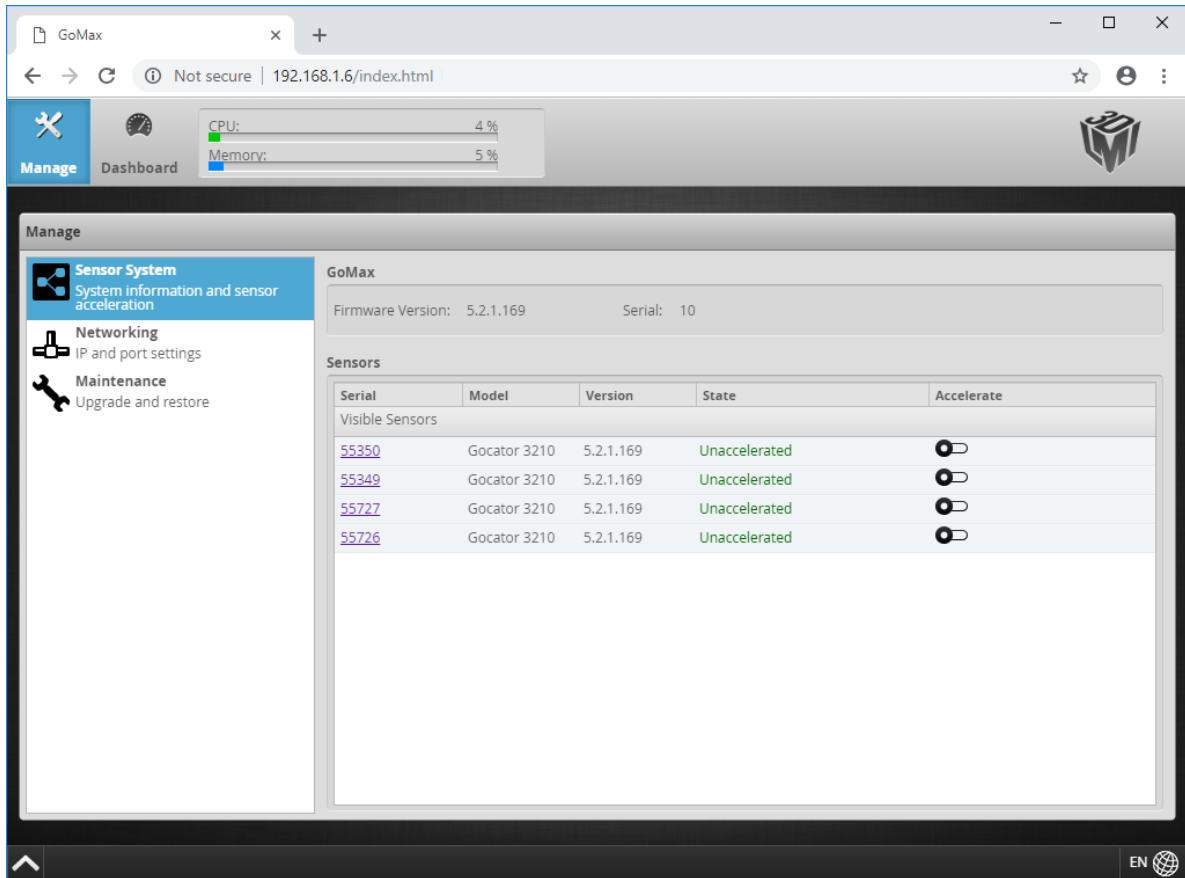 GoMax
Not secure | 192.168.1.6/index.html
Manage
Dashboard
CPU: 4 %
Memory: 5 %
LMI3D
Manage
Sensor System
System information and sensor
acceleration
Networking
IP and port settings
Maintenance
Upgrade and restore
GoMax
Firmware Version: 5.2.1.169 Serial: 10
Sensors
Serial Model Version State Accelerate
Visible Sensors
55350 Gocator 3210 5.2.1.169 Unaccelerated
55349 Gocator 3210 5.2.1.169 Unaccelerated
55727 Gocator 3210 5.2.1.169 Unaccelerated
55726 Gocator 3210 5.2.1.169 Unaccelerated
EN